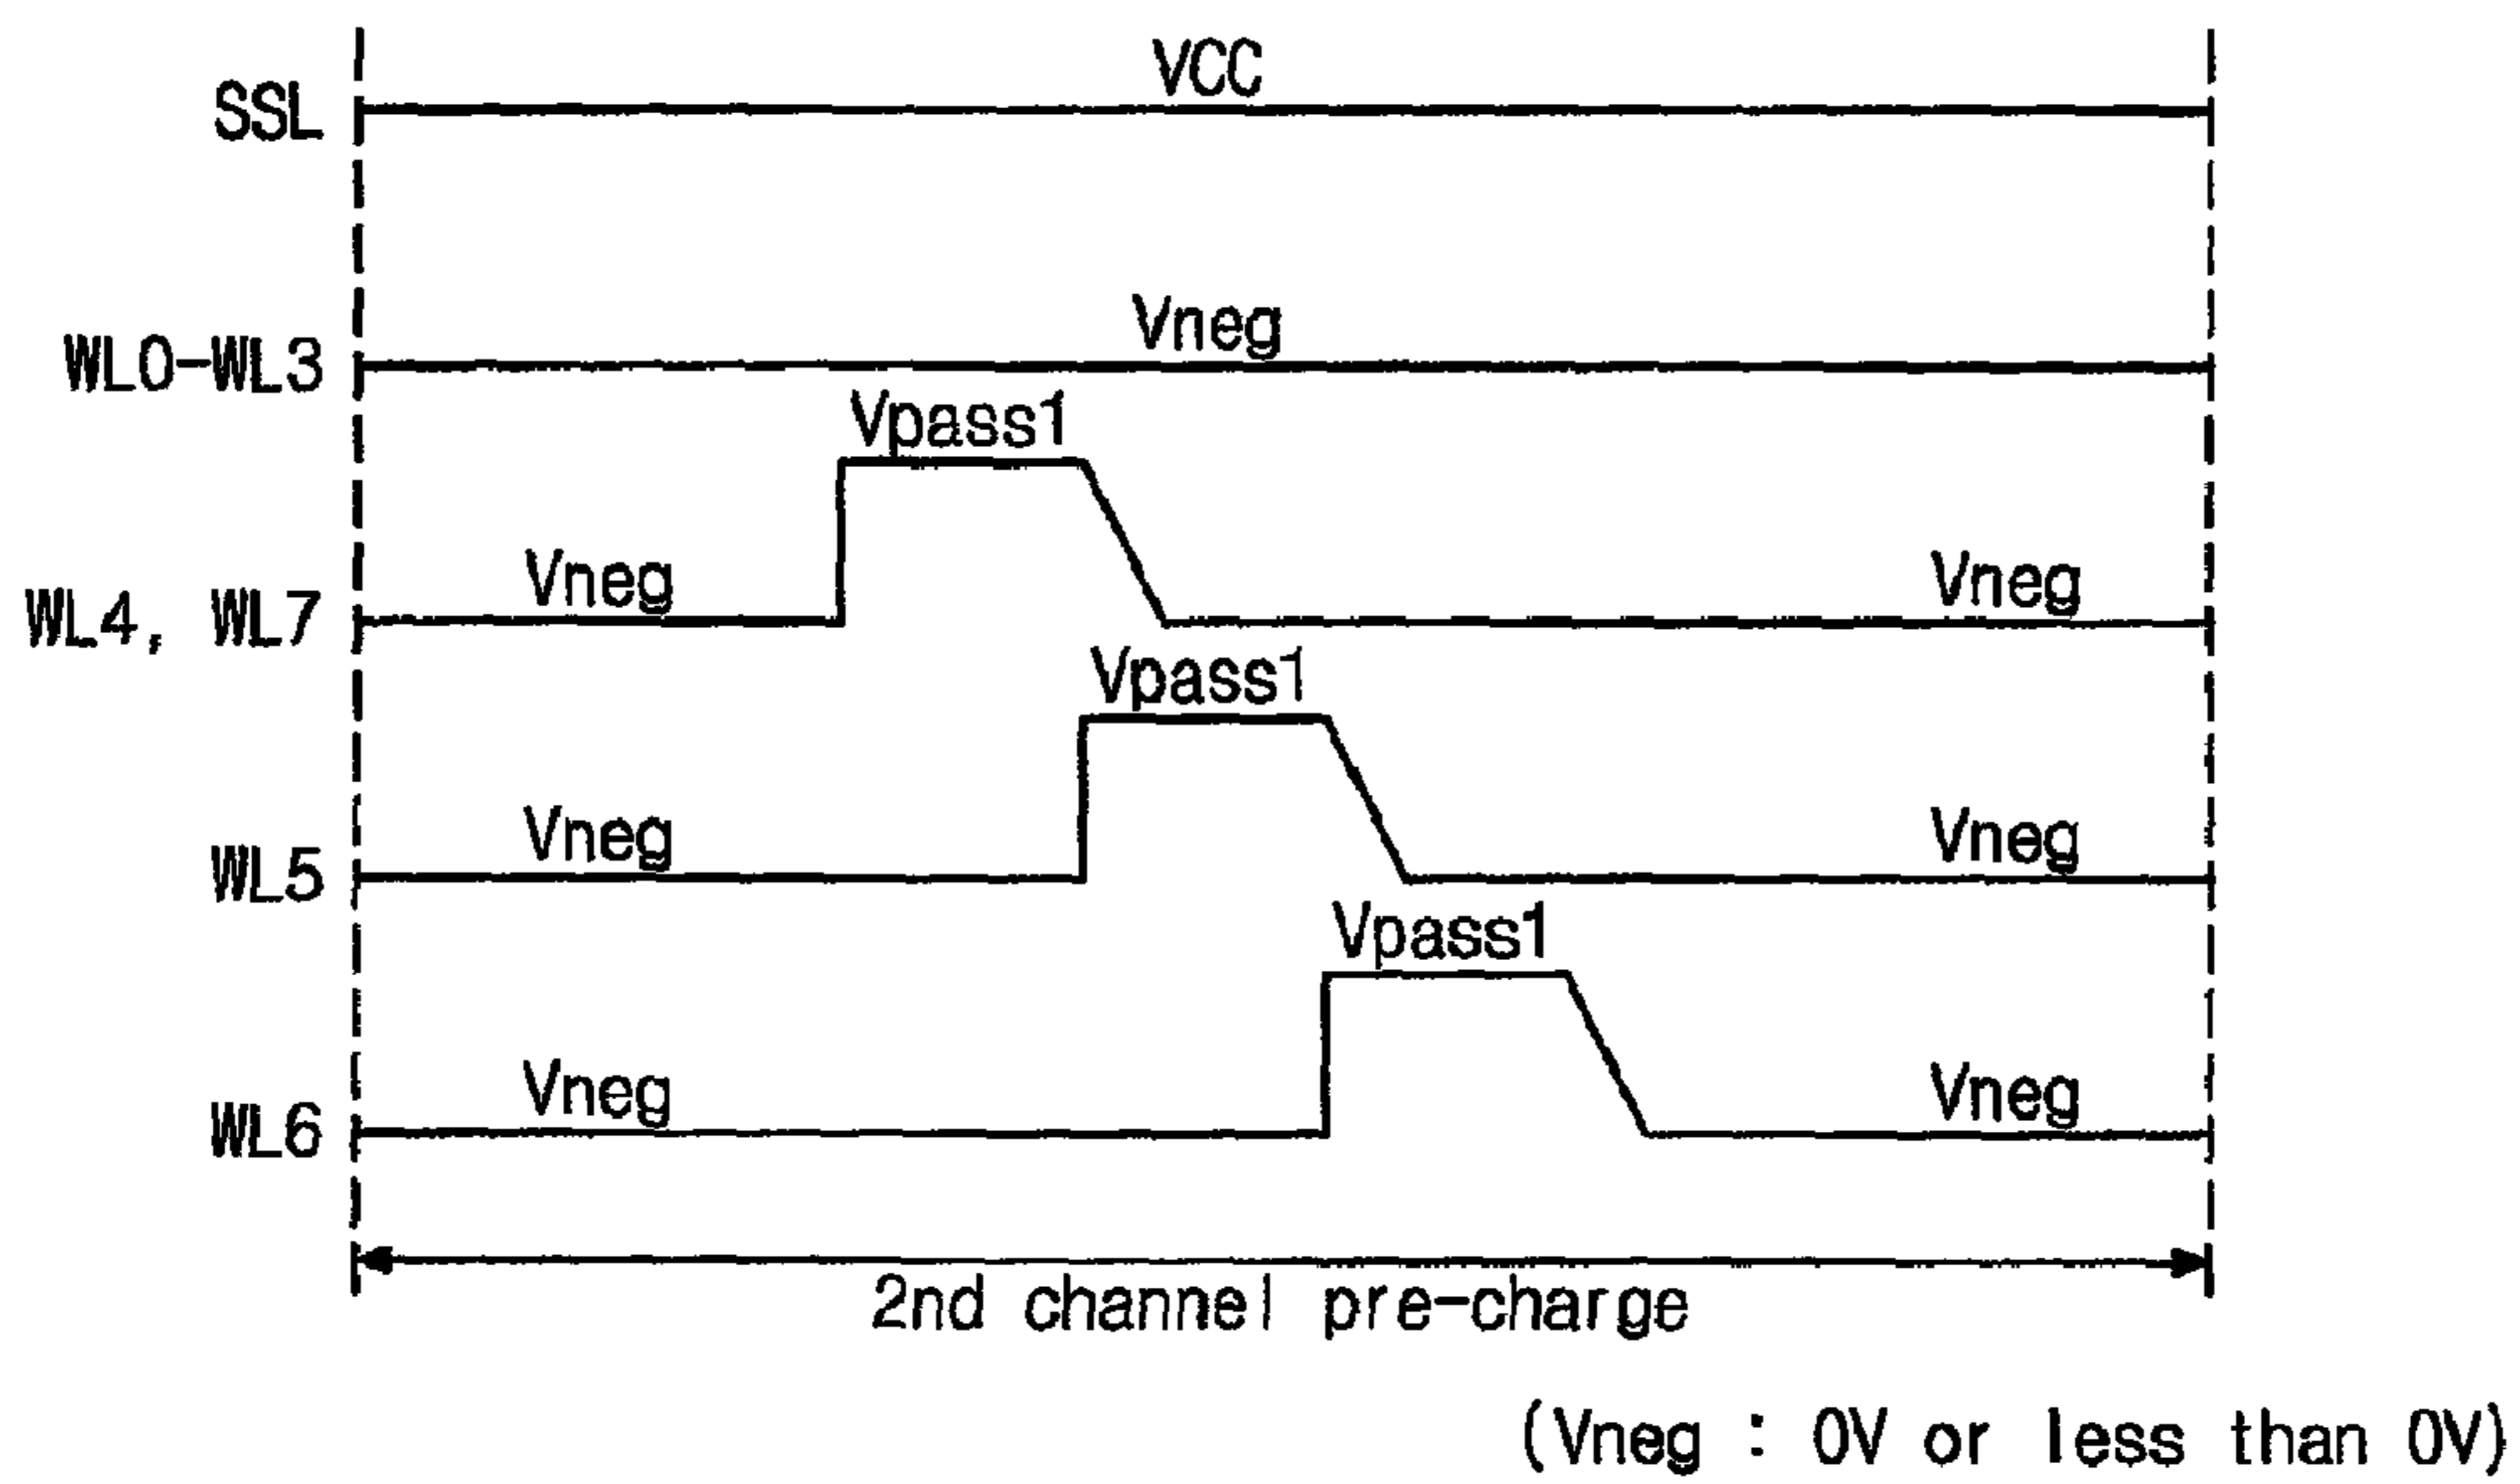 VCC
SSL
Vneg
WL0-WL3
Vpass1
Vneg
Vneg
WL4, WL7
Vpass1
Vneg
Vneg
WL5
Vpass1
Vneg
Vneg
WL6
2nd channel pre-charge
(Vneg : 0V or less than 0V)